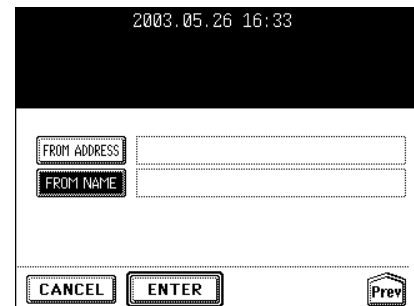 2003.05.26 16:33
FROM ADDRESS
FROM NAME
CANCEL ENTER Prev